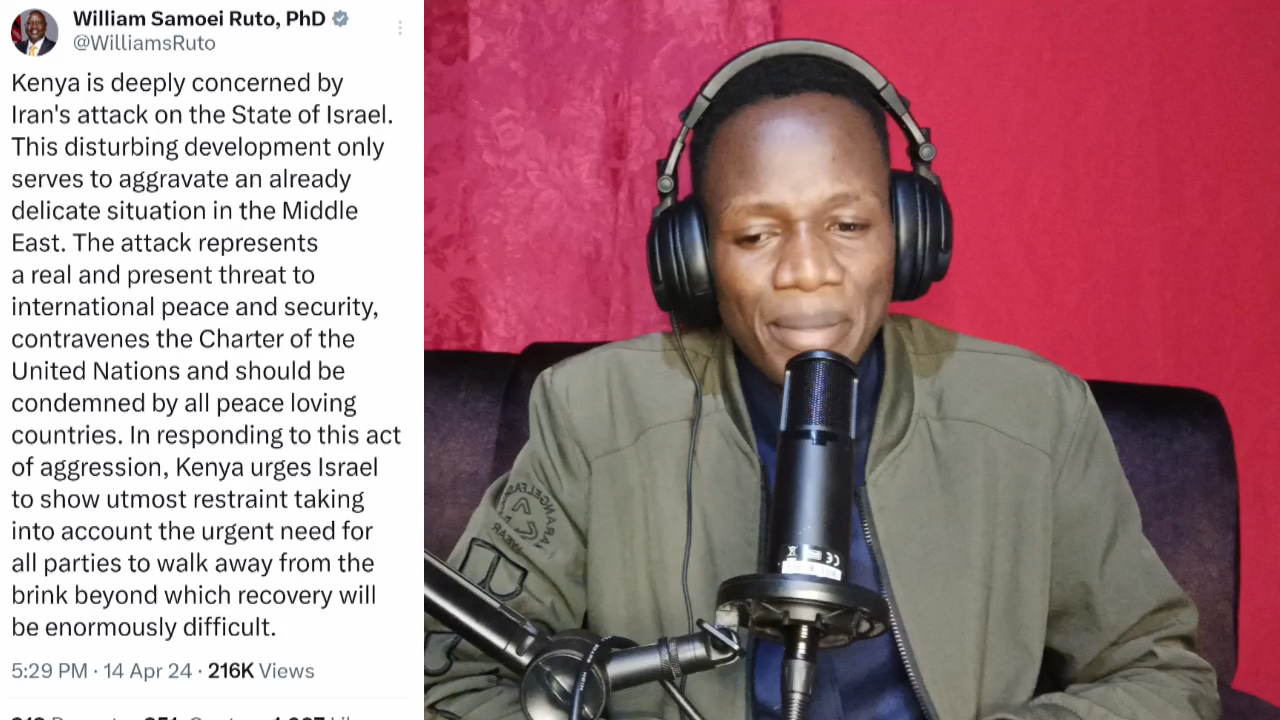 William Samoei Ruto, PhD
@WilliamsRuto
Kenya is deeply concerned by
Iran's attack on the State of Israel.
This disturbing development only
serves to aggravate an already
delicate situation in the Middle
East. The attack represents
a real and present threat to
international peace and security,
contravenes the Charter of the
United Nations and should be
condemned by all peace loving
countries. In responding to this act
of aggression, Kenya urges Israel
to show utmost restraint taking
into account the urgent need for
all parties to walk away from the
brink beyond which recovery will
be enormously difficult.
5:29 PM · 14 Apr 24 · 216K Views
CE